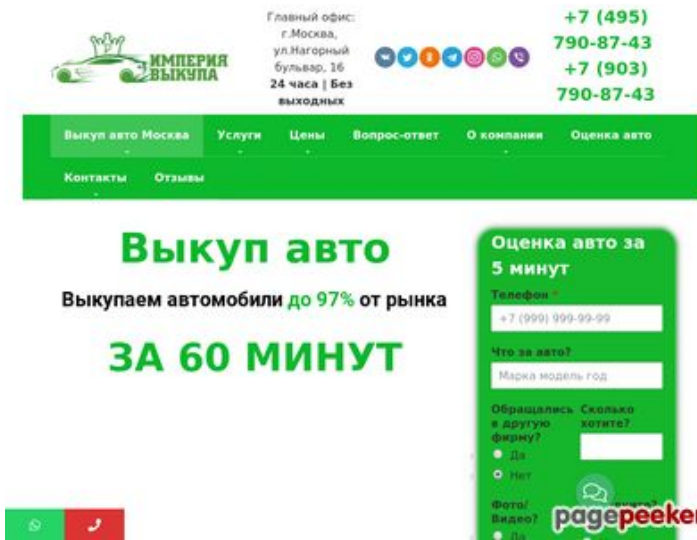 ИМПЕРИЯ
ВЫКУПА
Главный офис:
г.Москва,
ул.Нагорный
бульвар, 16
24 часа | Без
выходных
+7 (495)
790-87-43
+7 (903)
790-87-43
Выкуп авто Москва Услуги Цены Вопрос-ответ О компании Оценка авто
Контакты Отзывы
Выкуп авто
Выкупаем автомобили до 97% от рынка
ЗА 60 МИНУТ
Оценка авто за
5 минут
Телефон *
+7 (999) 999-99-99
Что за авто?
Марка модель год
Обращались
в другую
фирму?
Да
Нет
Сколько
хотите?
Фото/
Видео?
Да
pagepeeker